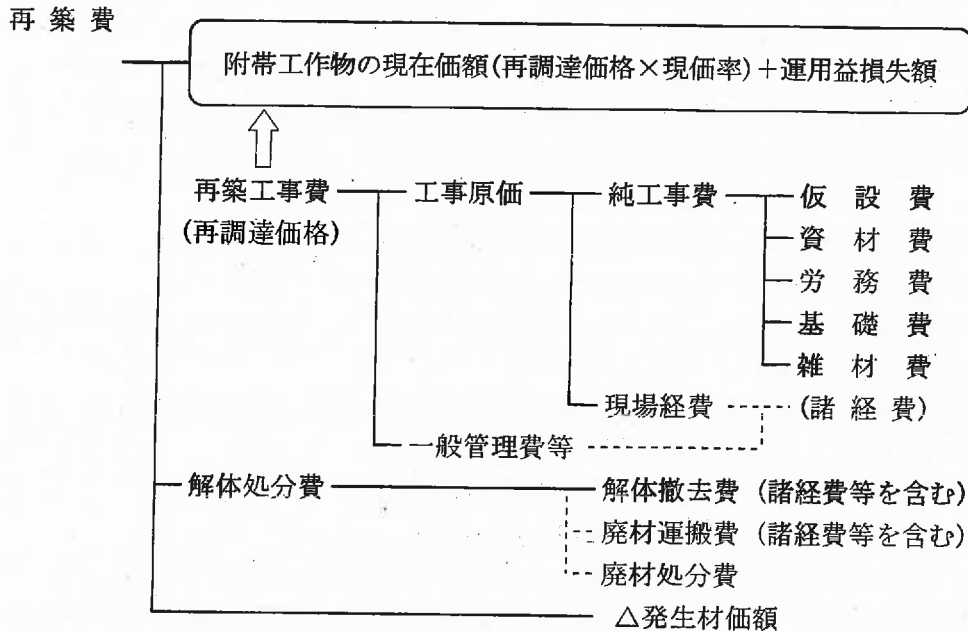 再築費
附帯工作物の現在価額(再調達価格×現価率)+運用益損失額
再築工事費 工事原価 純工事費 仮設費
(再調達価格) 資材費
労務費
基礎費
雑材費
現場経費 (諸経費)
一般管理費等
解体処分費 解体撤去費(諸経費等を含む)
廃材運搬費(諸経費等を含む)
廃材処分費
△発生材価額